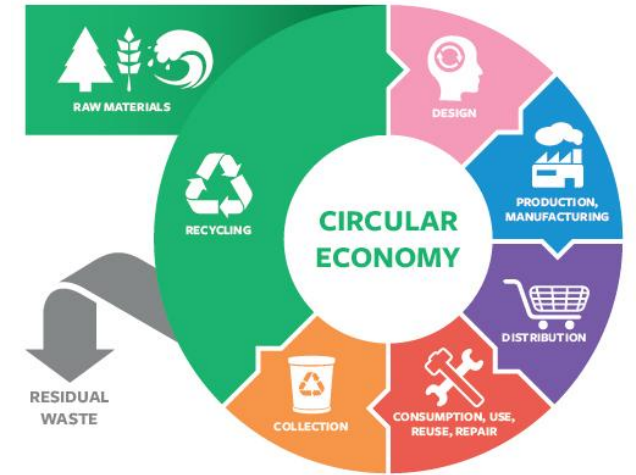 RAW MATERIALS
DESIGN
PRODUCTION,
MANUFACTURING
RECYCLING
CIRCULAR
ECONOMY
DISTRIBUTION
CONSUMPTION, USE,
REUSE, REPAIR
COLLECTION
RESIDUAL
WASTE